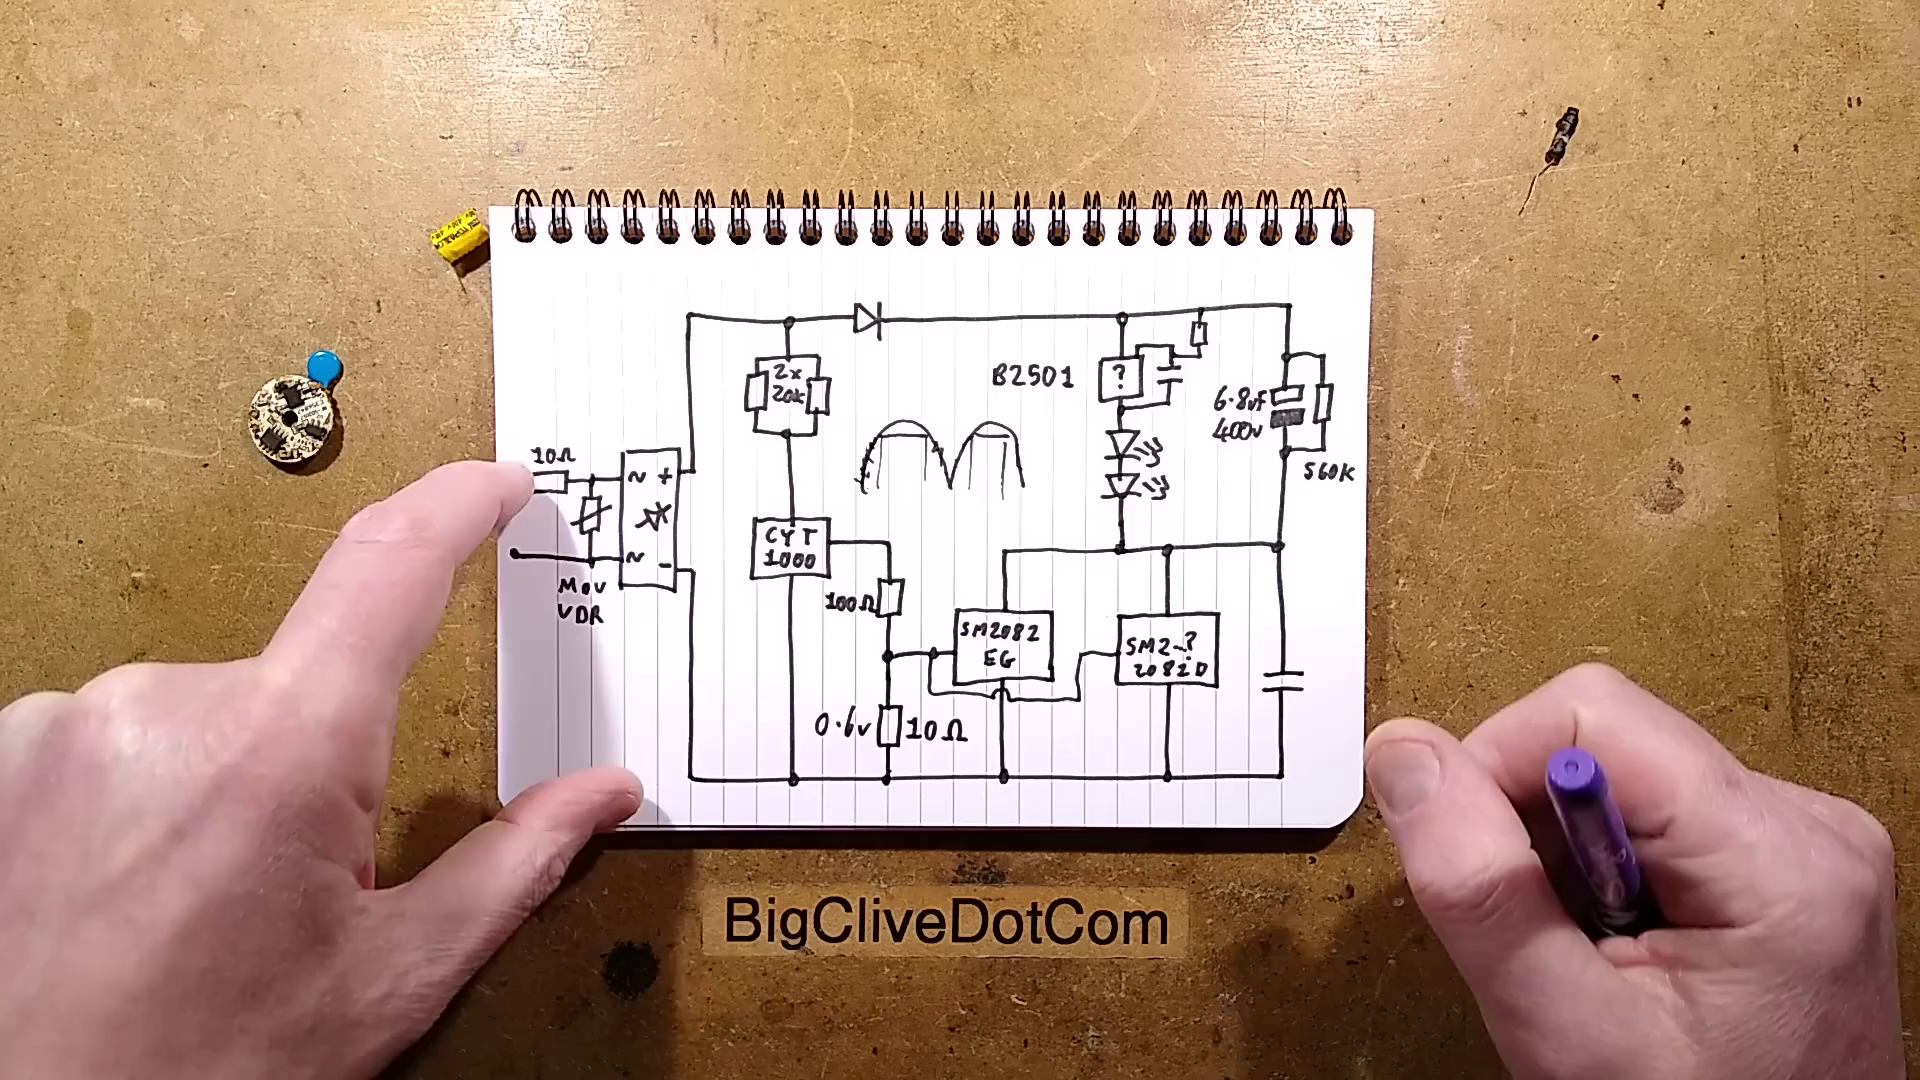 10Ω
~ +
~ -
MOV
VDR
2x
20k
CYT
1000
100Ω
0.6v
10Ω
B2501
?
6.8uf
400v
560K
SM2082
EG
SM2-?
2082D
BigCliveDotCom